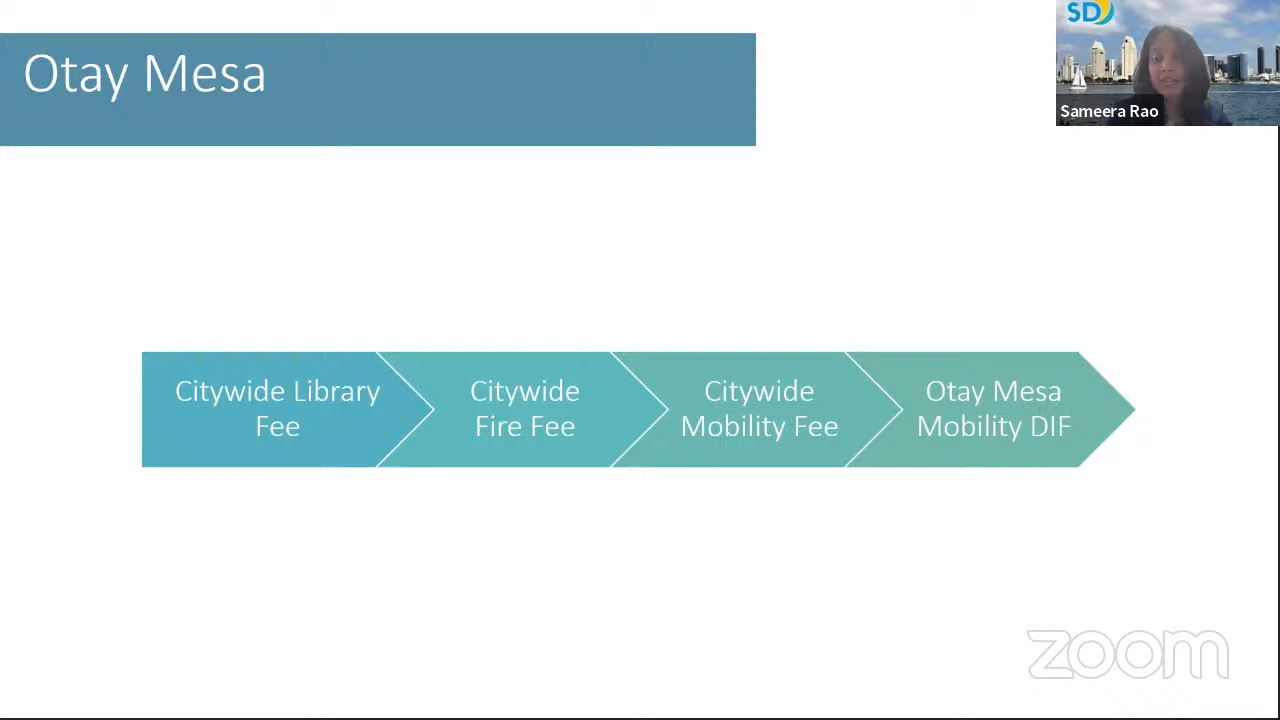 Otay Mesa
SD
Sameera Rao
Citywide Library
Fee
Citywide
Fire Fee
Citywide
Mobility Fee
Otay Mesa
Mobility DIF
zoom